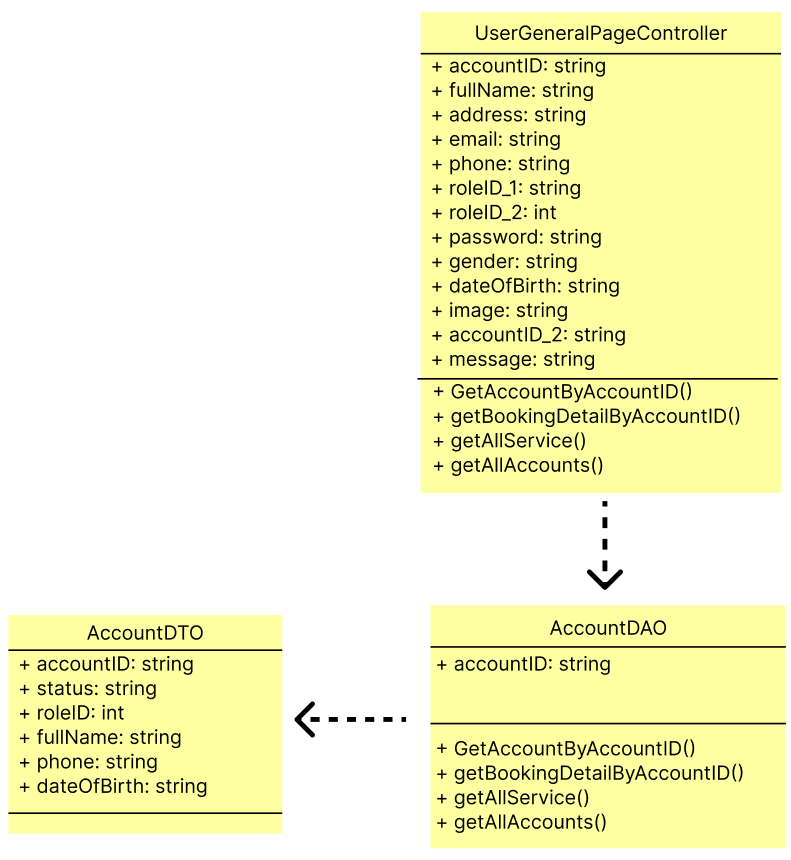 UserGeneralPageController
+ accountID: string
+ fullName: string
+ address: string
+ email: string
+ phone: string
+ roleID_1: string
+ roleID_2: int
+ password: string
+ gender: string
+ dateOfBirth: string
+ image: string
+ accountID_2: string
+ message: string
+ GetAccountByAccountID()
+ getBookingDetailByAccountID()
+ getAllService()
+ getAllAccounts()
AccountDTO
+ accountID: string
+ status: string
+ roleID: int
+ fullName: string
+ phone: string
+ dateOfBirth: string
AccountDAO
+ accountID: string
+ GetAccountByAccountID()
+ getBookingDetailByAccountID()
+ getAllService()
+ getAllAccounts()